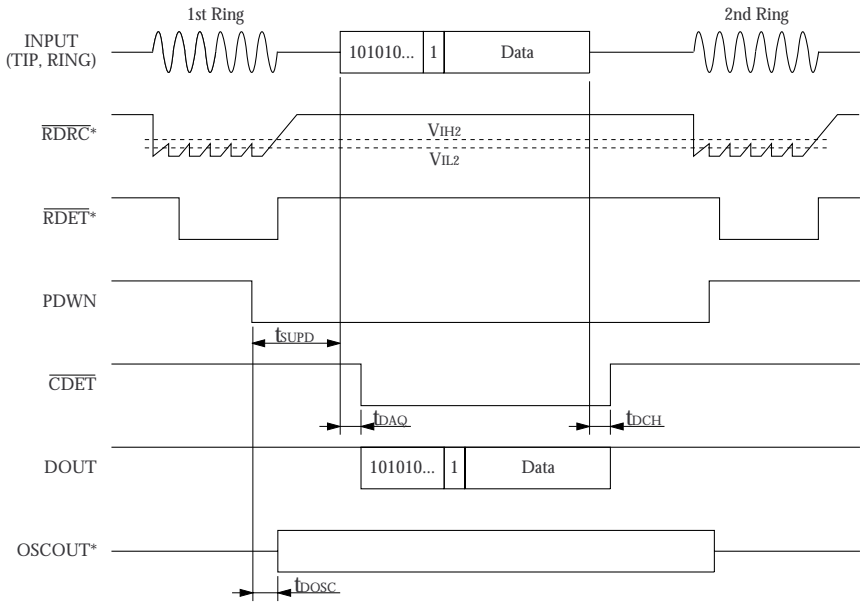 1st Ring
2nd Ring
INPUT
(TIP, RING)
101010... 1 Data
RDRC*
VIH2
VIL2
RDET*
PDWN
tSUPD
CDET
tDAQ
tDCH
DOUT
101010... 1 Data
OSCOUT*
tDOSC